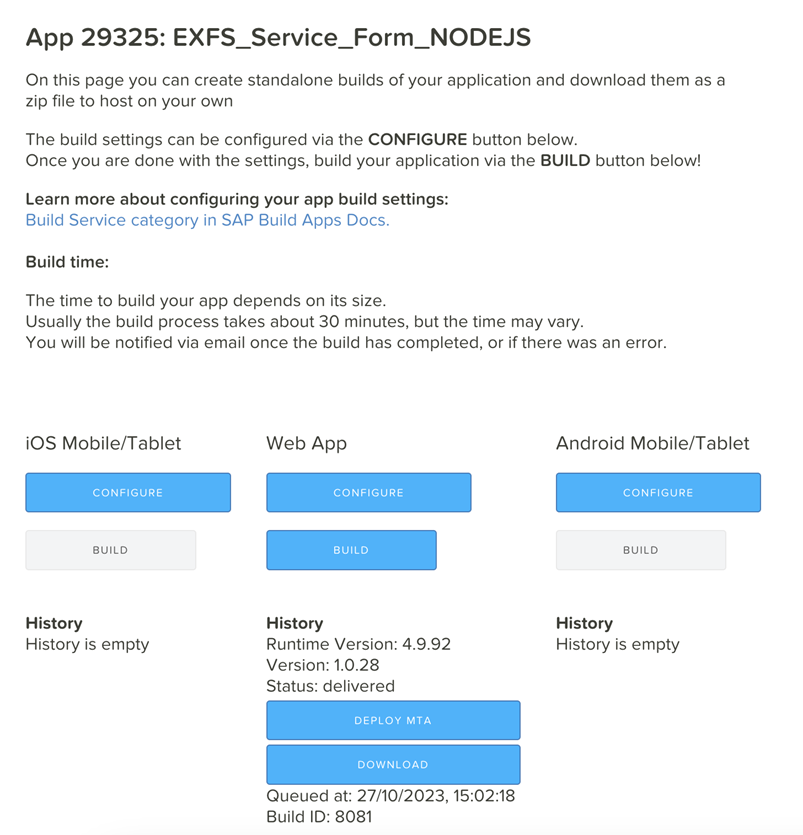 App 29325: EXFS_Service_Form_NODEJS
On this page you can create standalone builds of your application and download them as a
zip file to host on your own
The build settings can be configured via the CONFIGURE button below.
Once you are done with the settings, build your application via the BUILD button below!
Learn more about configuring your app build settings:
Build Service category in SAP Build Apps Docs.
Build time:
The time to build your app depends on its size.
Usually the build process takes about 30 minutes, but the time may vary.
You will be notified via email once the build has completed, or if there was an error.
iOS Mobile/Tablet
CONFIGURE
BUILD
History
History is empty
Web App
CONFIGURE
BUILD
History
Runtime Version: 4.9.92
Version: 1.0.28
Status: delivered
DEPLOY MTA
DOWNLOAD
Queued at: 27/10/2023, 15:02:18
Build ID: 8081
Android Mobile/Tablet
CONFIGURE
BUILD
History
History is empty